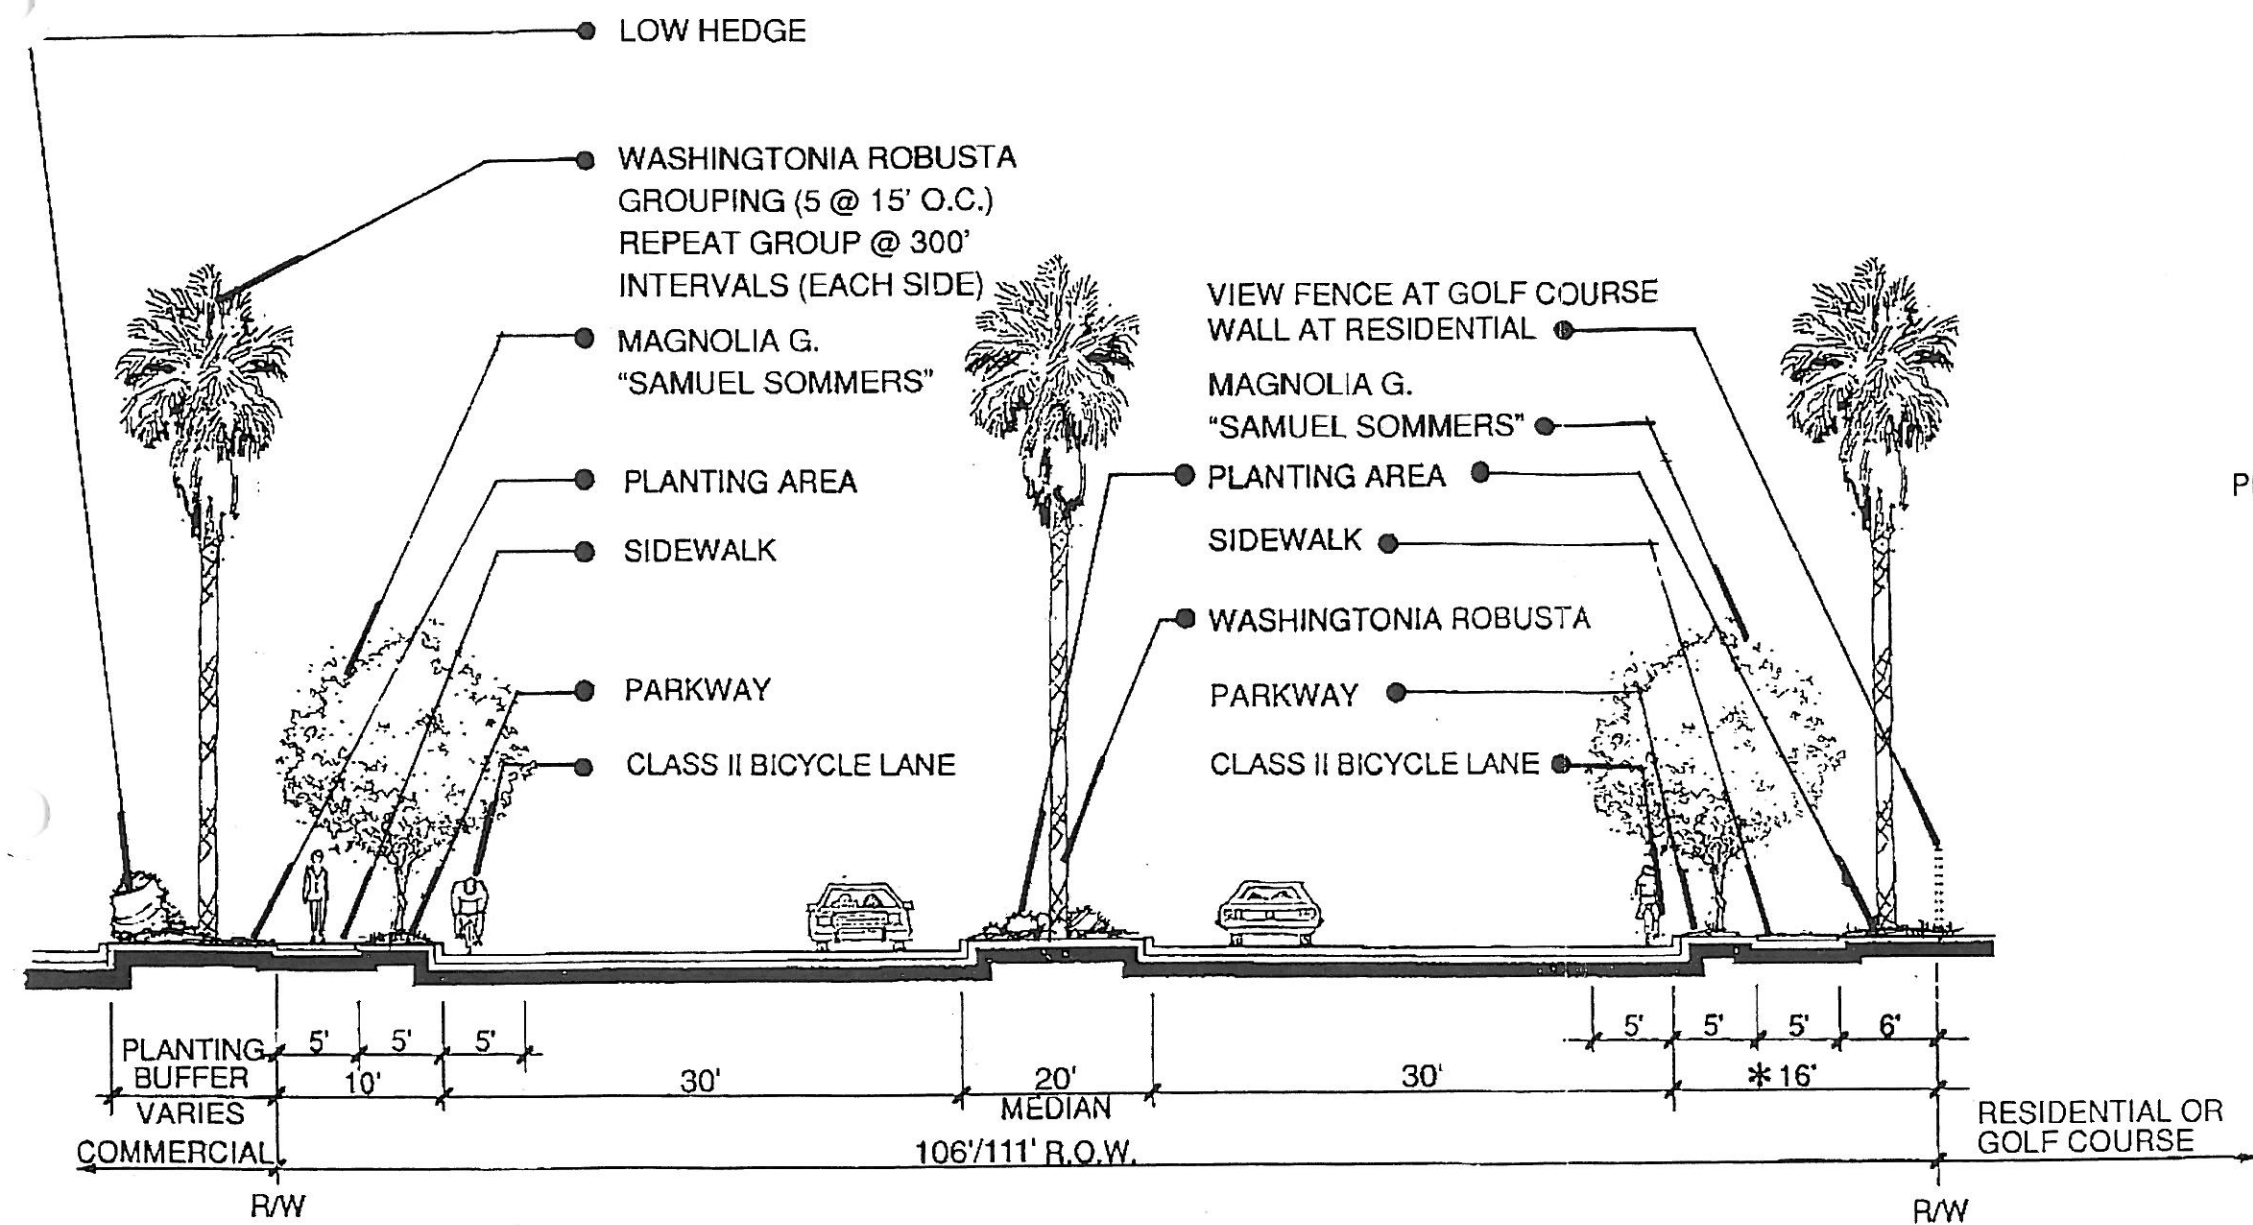 LOW HEDGE
WASHINGTONIA ROBUSTA
GROUPING (5 @ 15' O.C.)
REPEAT GROUP @ 300'
INTERVALS (EACH SIDE)
MAGNOLIA G.
"SAMUEL SOMMERS"
PLANTING AREA
SIDEWALK
PARKWAY
CLASS II BICYCLE LANE
VIEW FENCE AT GOLF COURSE
WALL AT RESIDENTIAL
MAGNOLIA G.
"SAMUEL SOMMERS"
PLANTING AREA
SIDEWALK
WASHINGTONIA ROBUSTA
PARKWAY
CLASS II BICYCLE LANE
5' 5' 5' 5' 5' 5' 6'
PLANTING
BUFFER
VARIES
10' 30' 20' 30' * 16'
MEDIAN
COMMERCIAL
106'/111' R.O.W.
RESIDENTIAL OR
GOLF COURSE
R/W R/W